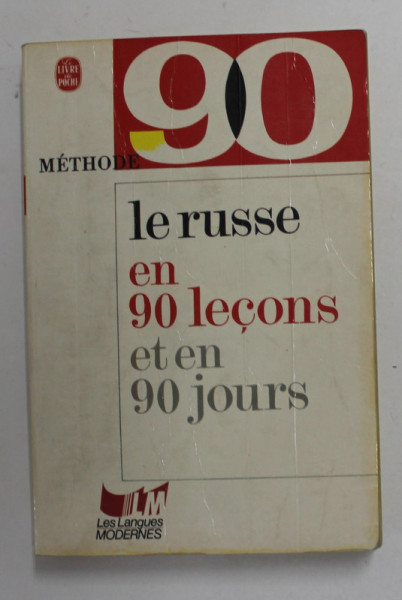 Le
LIVRE
de
POCHE
90
MÉTHODE
le russe
en
90 leçons
et en
90 jours
LM
Les Langues
MODERNES